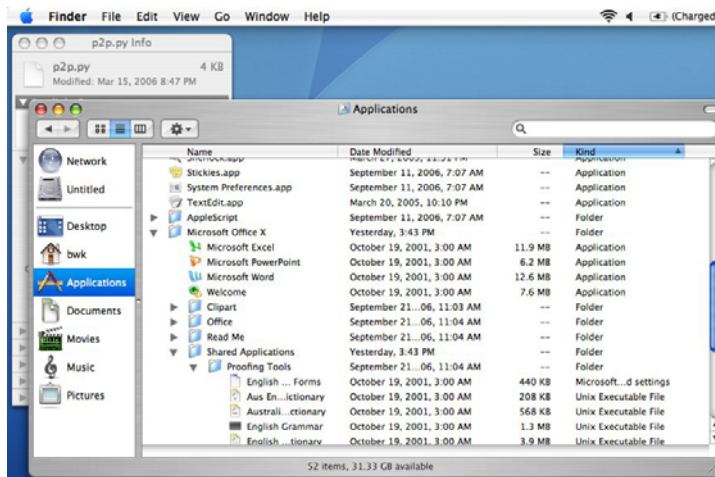 Finder File Edit View Go Window Help (Charged
p2p.py Info
p2p.py 4 KB
Modified: Mar 15, 2006 8:47 PM
Applications
Name Date Modified Size Kind
Network
Untitled
Desktop
bwk
Applications
Documents
Movies
Music
Pictures
Sherlock.app March 27, 2005, 11:51 PM -- Application
Stickies.app September 11, 2006, 7:07 AM -- Application
System Preferences.app September 11, 2006, 7:07 AM -- Application
TextEdit.app March 20, 2005, 10:10 PM -- Application
AppleScript September 11, 2006, 7:07 AM -- Folder
Microsoft Office X Yesterday, 3:43 PM -- Folder
Microsoft Excel October 19, 2001, 3:00 AM 11.9 MB Application
Microsoft PowerPoint October 19, 2001, 3:00 AM 6.2 MB Application
Microsoft Word October 19, 2001, 3:00 AM 12.6 MB Application
Welcome October 19, 2001, 3:00 AM 7.6 MB Application
Clipart September 21...06, 11:03 AM -- Folder
Office September 21...06, 11:04 AM -- Folder
Read Me September 21...06, 11:04 AM -- Folder
Shared Applications Yesterday, 3:43 PM -- Folder
Proofing Tools September 21...06, 11:04 AM -- Folder
English ... Forms October 19, 2001, 3:00 AM 440 KB Microsoft...d settings
Aus En...ictionary October 19, 2001, 3:00 AM 208 KB Unix Executable File
Australi...ctionary October 19, 2001, 3:00 AM 568 KB Unix Executable File
English Grammar October 19, 2001, 3:00 AM 1.3 MB Unix Executable File
English ...tionary October 19, 2001, 3:00 AM 3.9 MB Unix Executable File
52 items, 31.33 GB available